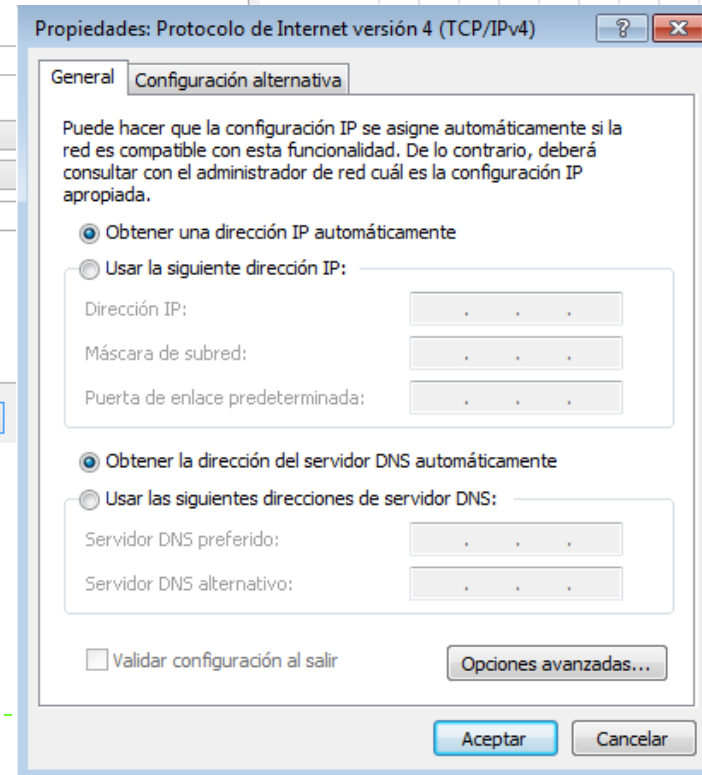 Propiedades: Protocolo de Internet versión 4 (TCP/IPv4)
General
Configuración alternativa
Puede hacer que la configuración IP se asigne automáticamente si la
red es compatible con esta funcionalidad. De lo contrario, deberá
consultar con el administrador de red cuál es la configuración IP
apropiada.
Obtener una dirección IP automáticamente
Usar la siguiente dirección IP:
Dirección IP:
Máscara de subred:
Puerta de enlace predeterminada:
Obtener la dirección del servidor DNS automáticamente
Usar las siguientes direcciones de servidor DNS:
Servidor DNS preferido:
Servidor DNS alternativo:
Validar configuración al salir
Opciones avanzadas...
Aceptar
Cancelar